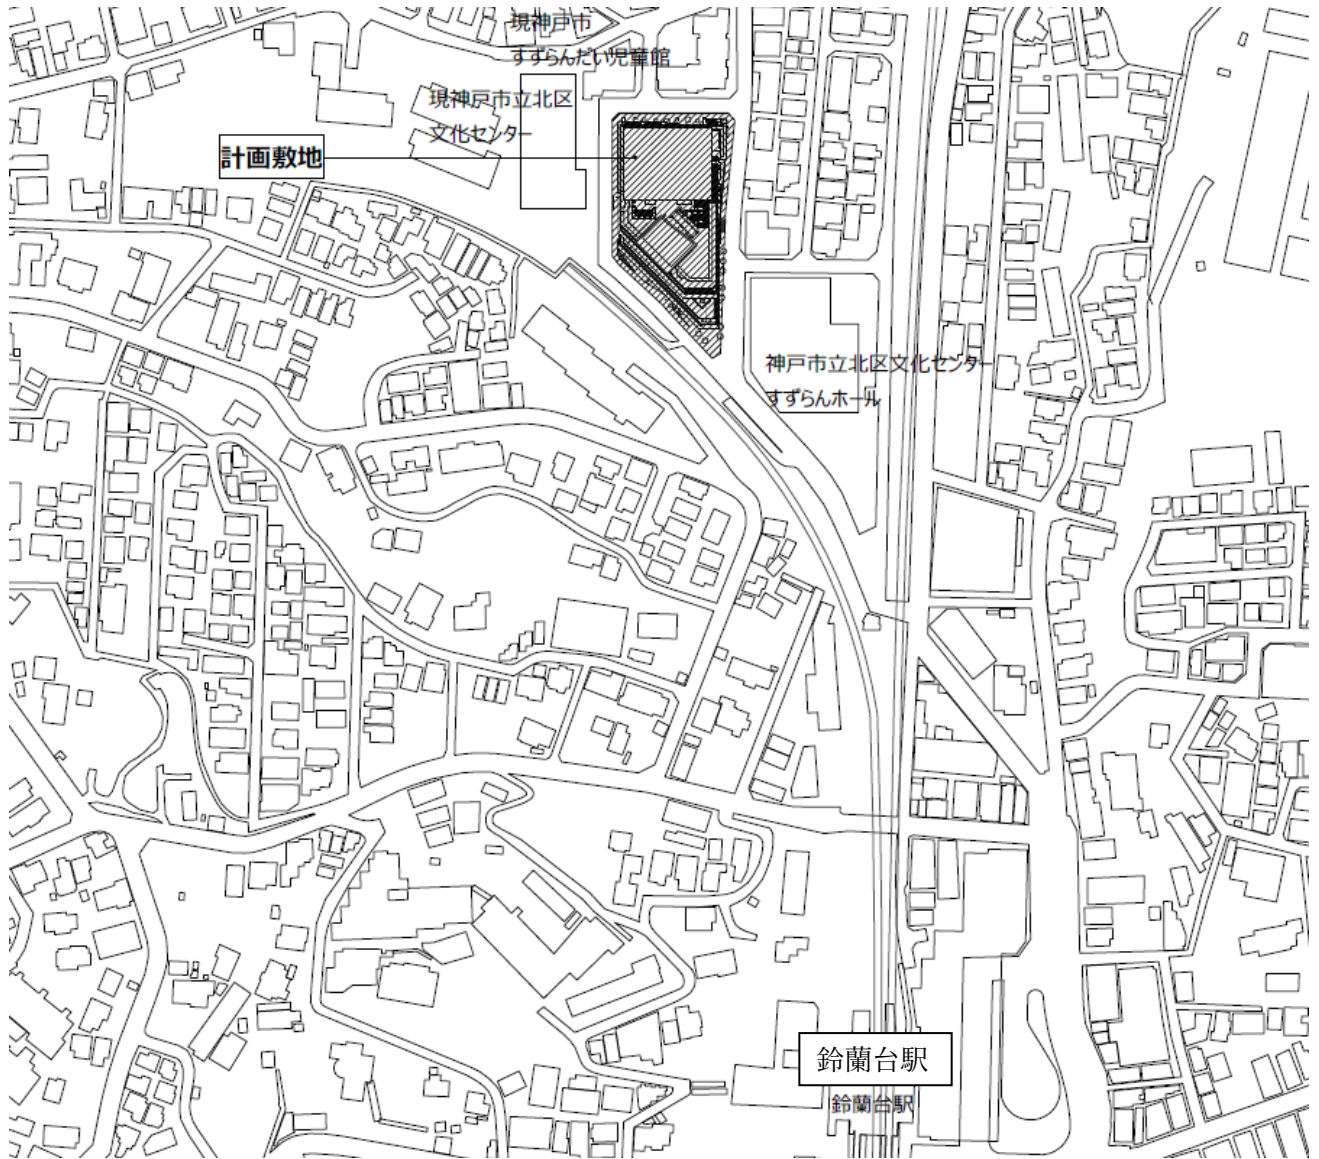 現神戸市
すずらんだい児童館
現神戸市立北区
文化センター
計画敷地
神戸市立北区文化センター
すずらんホール
鈴蘭台駅
鈴蘭台駅